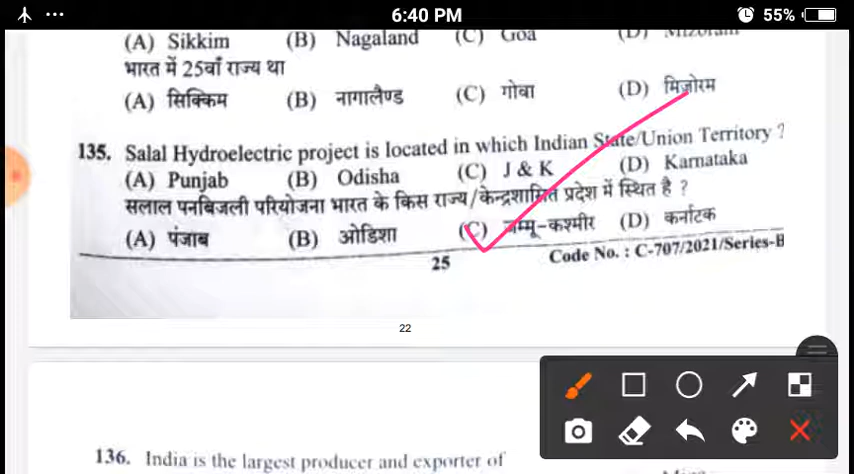 6:40 PM
55%
(A) Sikkim (B) Nagaland (C) Goa (D) Mizoram
भारत में 25वाँ राज्य था
(A) सिक्किम (B) नागालैण्ड (C) गोवा (D) मिज़ोरम
135. Salal Hydroelectric project is located in which Indian State/Union Territory ?
(A) Punjab (B) Odisha (C) J & K (D) Karnataka
सलाल पनबिजली परियोजना भारत के किस राज्य/केन्द्रशासित प्रदेश में स्थित है ?
(A) पंजाब (B) ओडिशा (C) जम्मू-कश्मीर (D) कर्नाटक
25 Code No. : C-707/2021/Series-B
22
136. India is the largest producer and exporter of